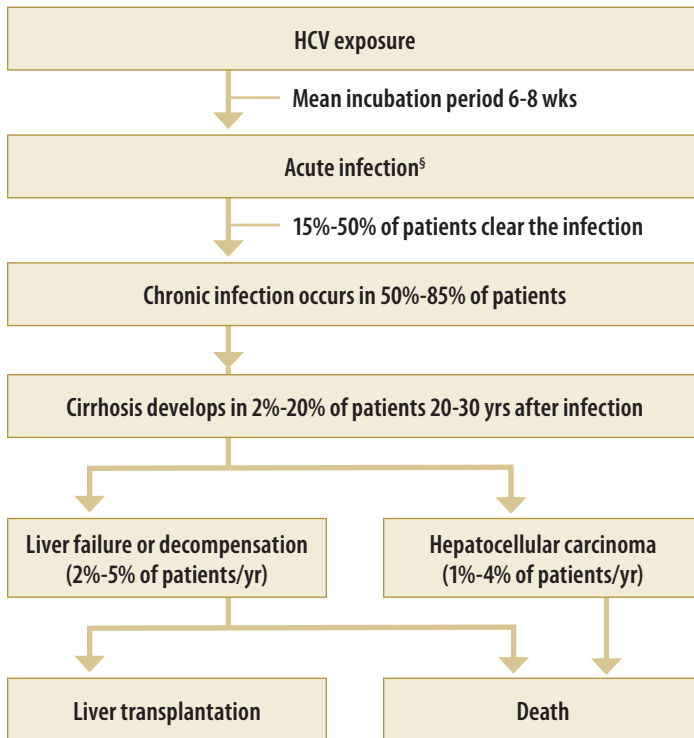 HCV exposure
Mean incubation period 6-8 wks
Acute infection§
15%-50% of patients clear the infection
Chronic infection occurs in 50%-85% of patients
Cirrhosis develops in 2%-20% of patients 20-30 yrs after infection
Liver failure or decompensation
(2%-5% of patients/yr)
Hepatocellular carcinoma
(1%-4% of patients/yr)
Liver transplantation
Death